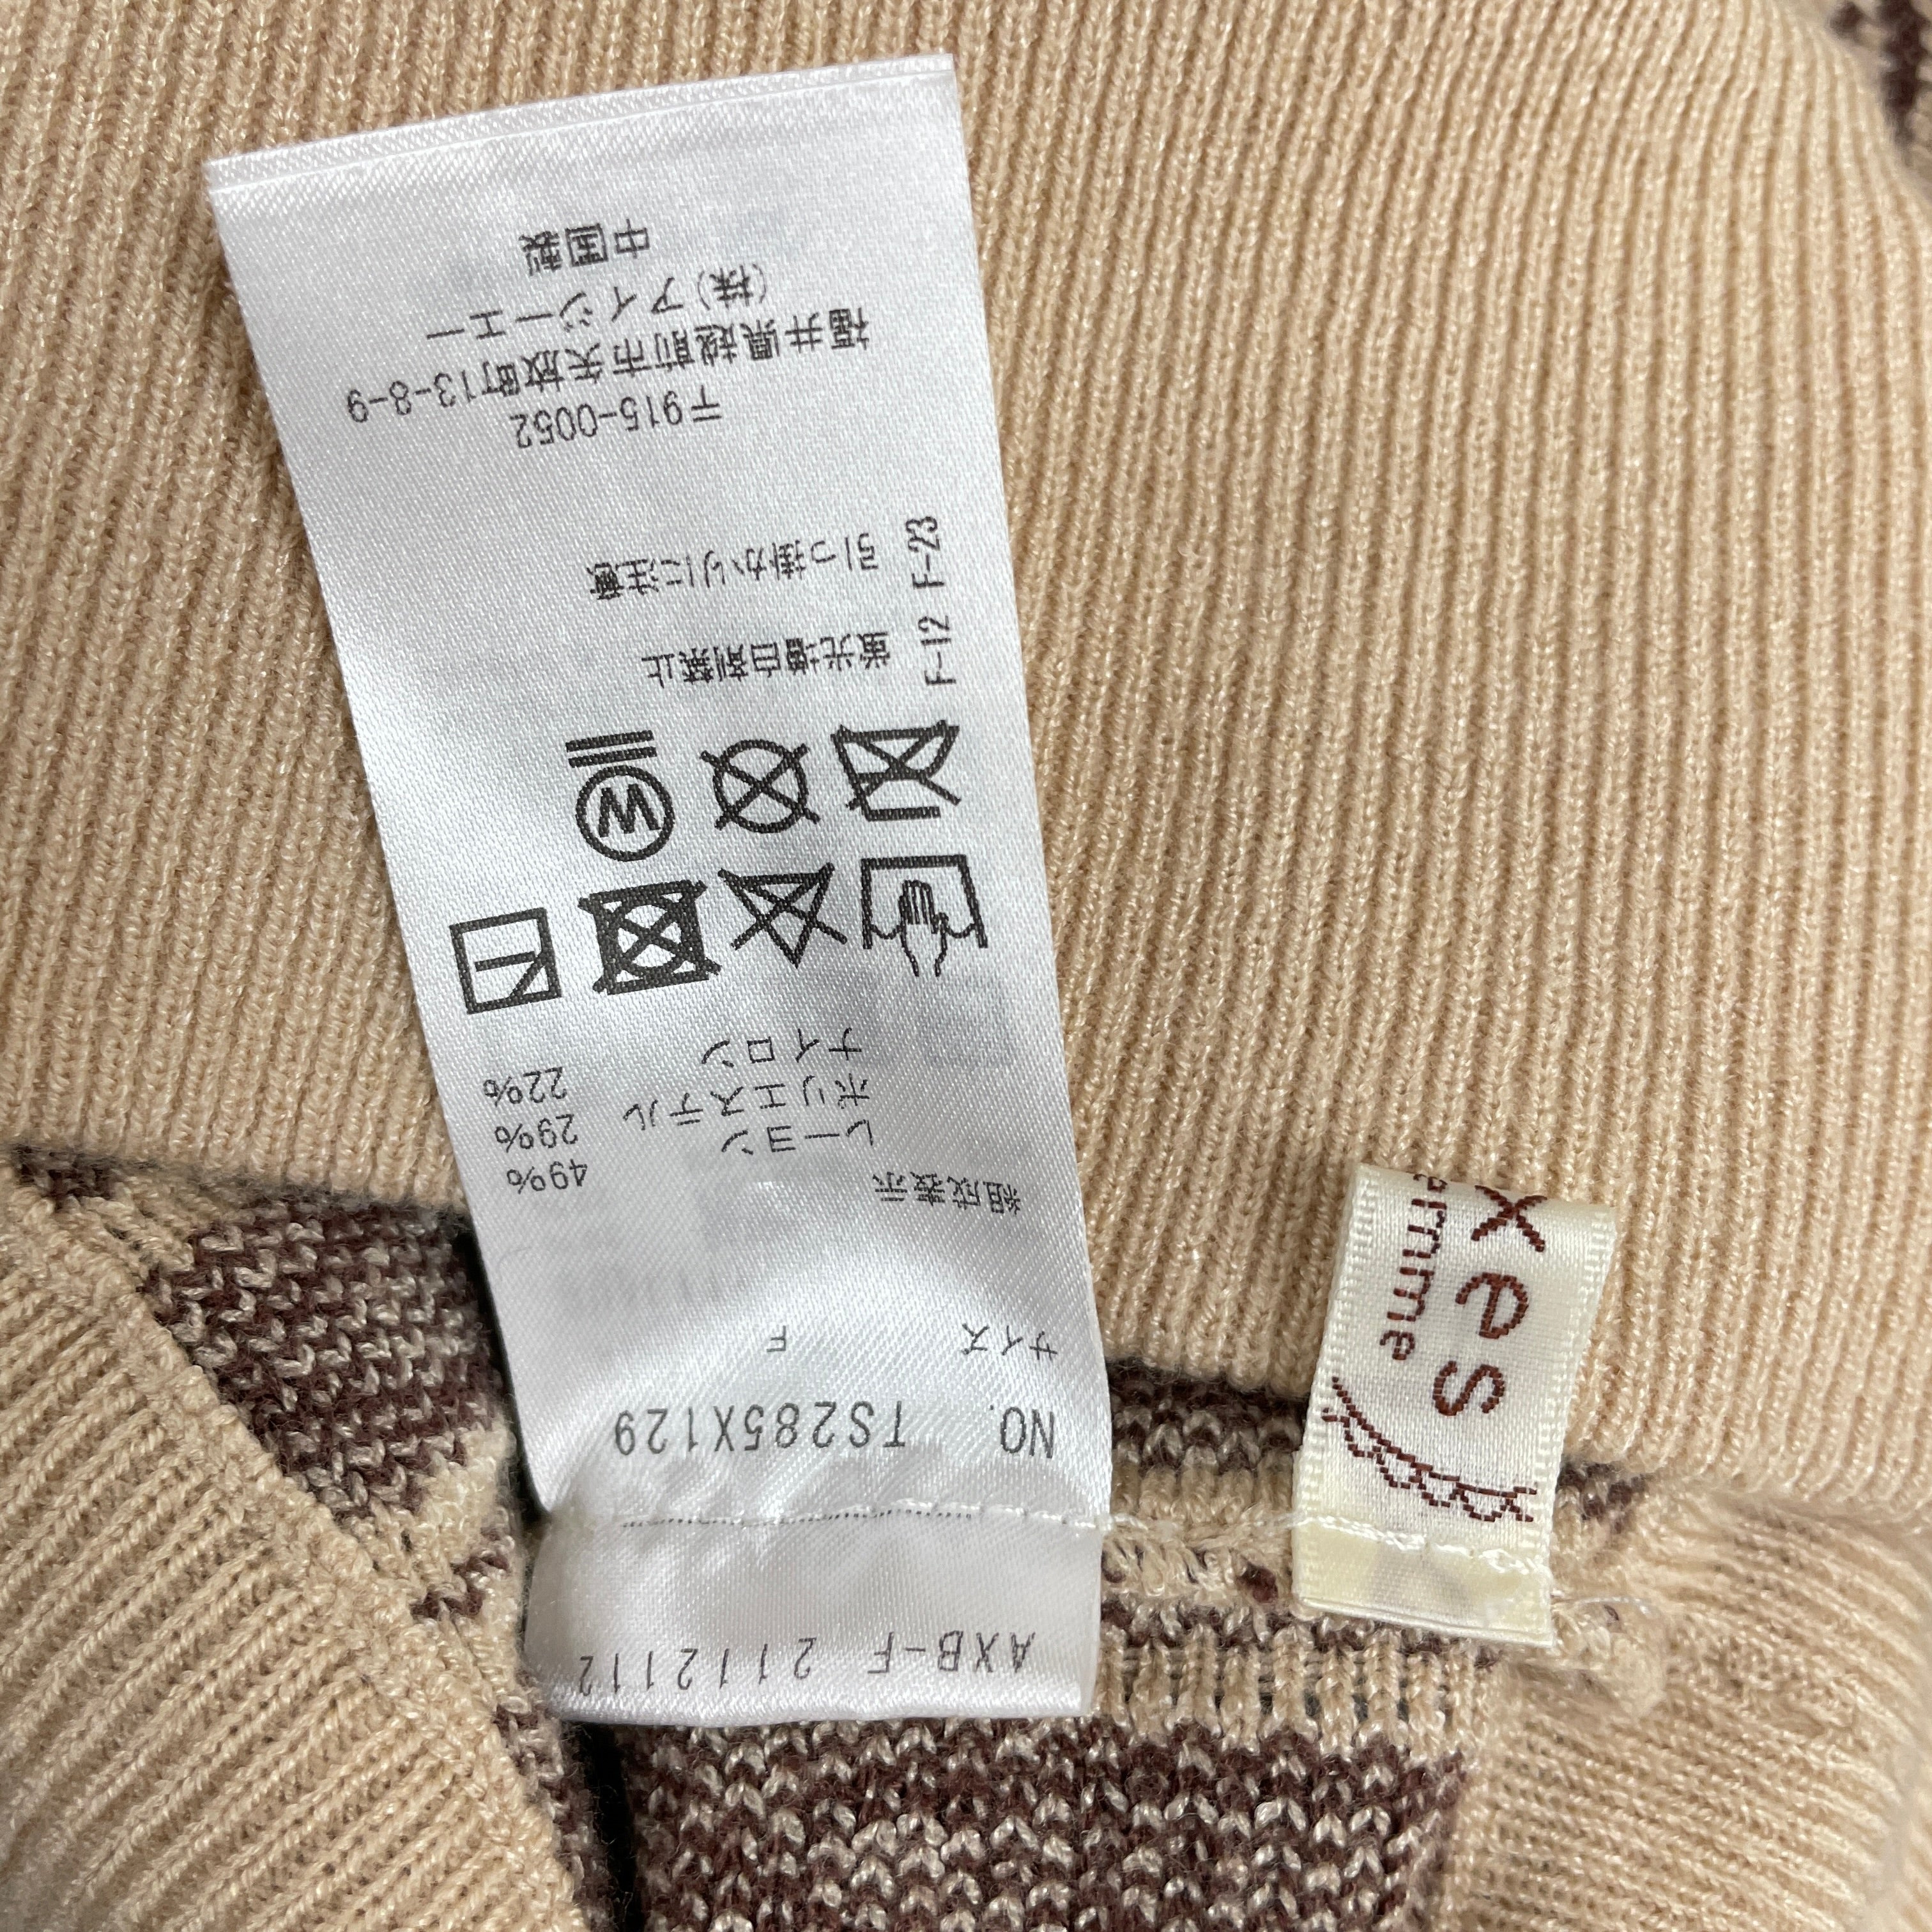 AXB-F 2112112
NO. TS285X129
サイズ F
組成表示
レーヨン 49%
ポリエステル 29%
ナイロン 22%
W
蛍光増白剤禁止
引っ掛かりに注意
F-12 F-23
〒915-0052
福井県越前市矢放町13-8-9
(株)アイジーエー
中国製
xes
emme